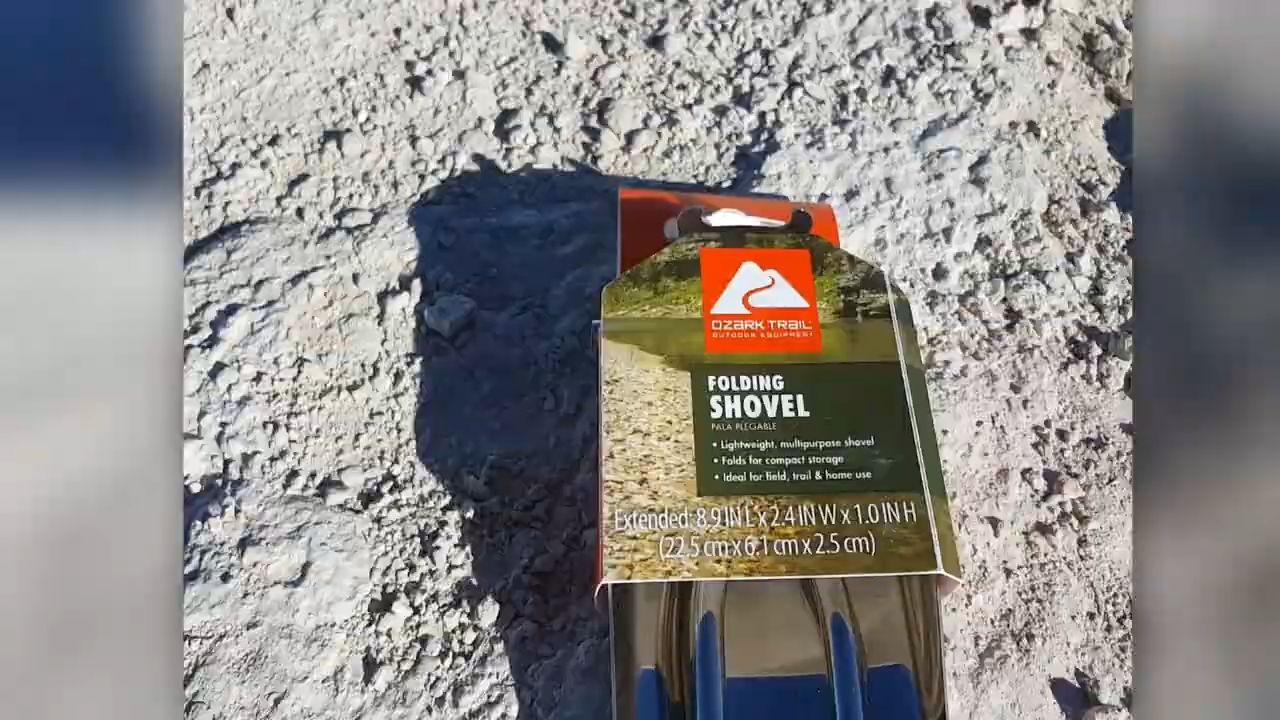 OZARK TRAIL
OUTDOOR EQUIPMENT
FOLDING
SHOVEL
PALA PLEGABLE
• Lightweight, multipurpose shovel
• Folds for compact storage
• Ideal for field, trail & home use
Extended: 8.9 IN L x 2.4 IN W x 1.0 IN H
(22.5 cm x 6.1 cm x 2.5 cm)